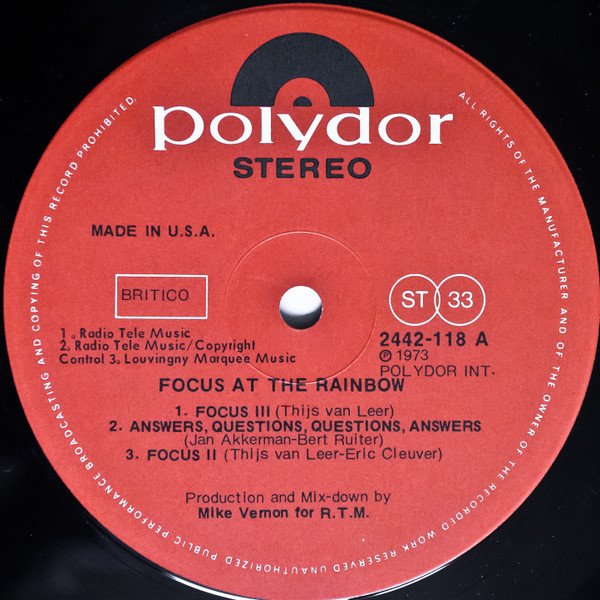 polydor
STEREO
MADE IN U.S.A.
BRITICO
ST 33
1. Radio Tele Music
2. Radio Tele Music/Copyright
Control 3. Louvingny Marquee Music
2442-118 A
℗ 1973
POLYDOR INT.
FOCUS AT THE RAINBOW
1. FOCUS III (Thijs van Leer)
2. ANSWERS, QUESTIONS, QUESTIONS, ANSWERS
(Jan Akkerman-Bert Ruiter)
3. FOCUS II (Thijs van Leer-Eric Cleuver)
Production and Mix-down by
Mike Vernon for R.T.M.
ALL RIGHTS OF THE MANUFACTURER AND OF THE OWNER OF THE RECORDED WORK RESERVED UNAUTHORIZED PUBLIC PERFORMANCE BROADCASTING AND COPYING OF THIS RECORD PROHIBITED.